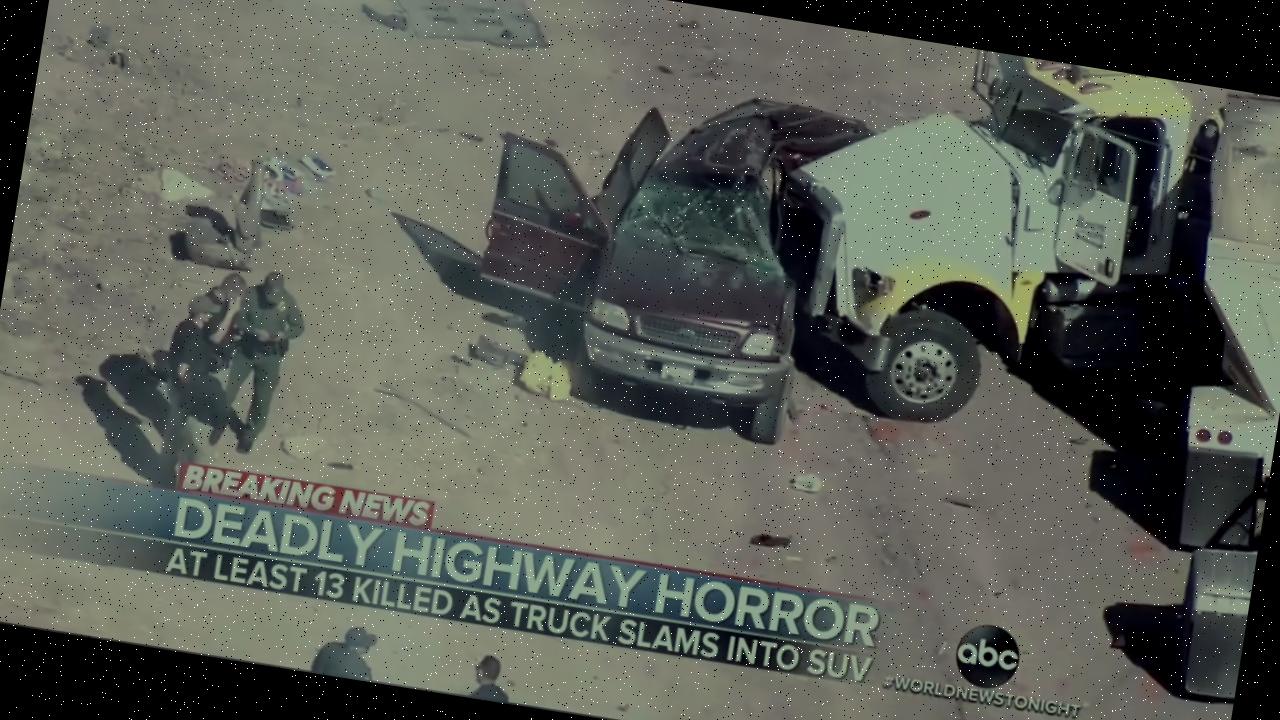 BREAKING NEWS
DEADLY HIGHWAY HORROR
AT LEAST 13 KILLED AS TRUCK SLAMS INTO SUV
abc
#WORLDNEWSTONIGHT